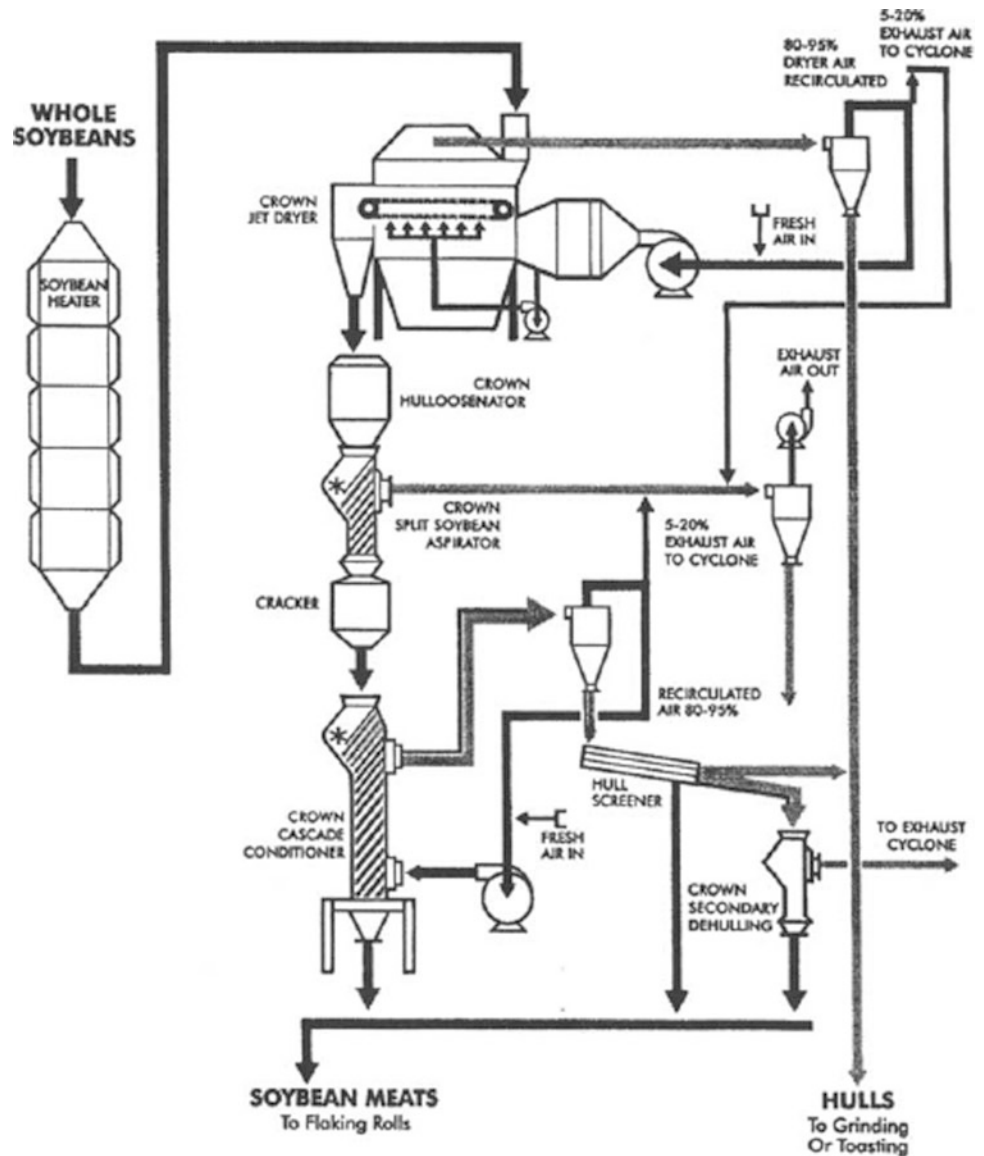 5-20%
EXHAUST AIR
TO CYCLONE
80-95%
DRYER AIR
RECIRCULATED
WHOLE
SOYBEANS
CROWN
JET DRYER
FRESH
AIR IN
SOYBEAN
HEATER
EXHAUST
AIR OUT
CROWN
HULLOOSENATOR
CROWN
SPLIT SOYBEAN
ASPIRATOR
5-20%
EXHAUST AIR
TO CYCLONE
CRACKER
RECIRCULATED
AIR 80-95%
HULL
SCREENER
CROWN
CASCADE
CONDITIONER
FRESH
AIR IN
TO EXHAUST
CYCLONE
CROWN
SECONDARY
DEHULLING
SOYBEAN MEATS
To Flaking Rolls
HULLS
To Grinding
Or Toasting